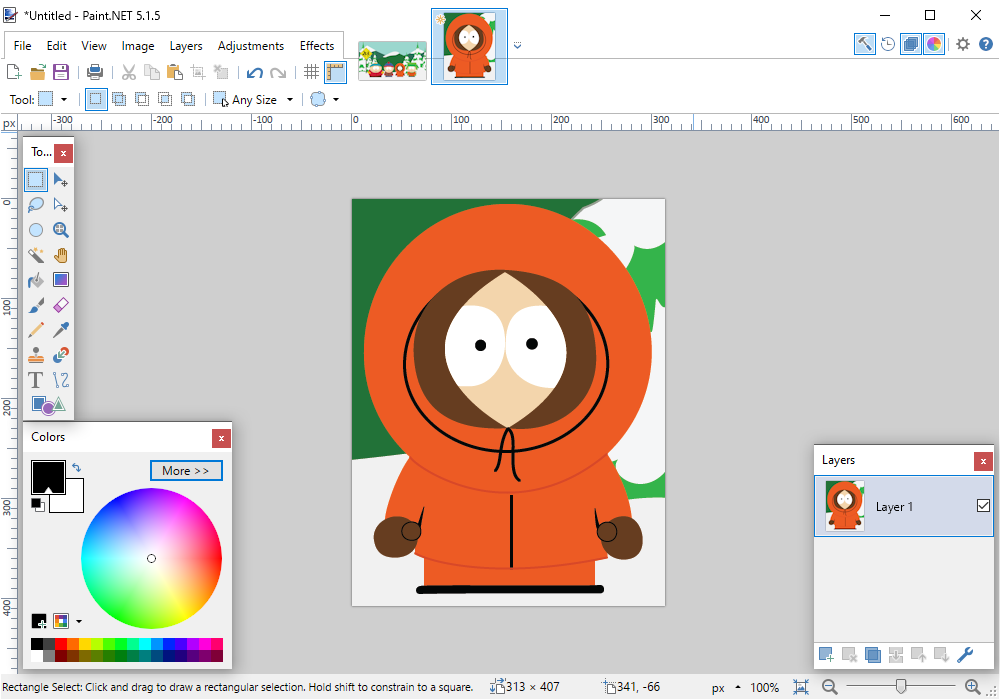 *Untitled - Paint.NET 5.1.5
File Edit View Image Layers Adjustments Effects
Tool:
Any Size
px -300 -200 -100 0 100 200 300 400 500 600
To... x
0
100
200
300
400
T
Colors x
More >>
Layers x
Layer 1
Rectangle Select: Click and drag to draw a rectangular selection. Hold shift to constrain to a square. 313 × 407 341, -66 px 100%